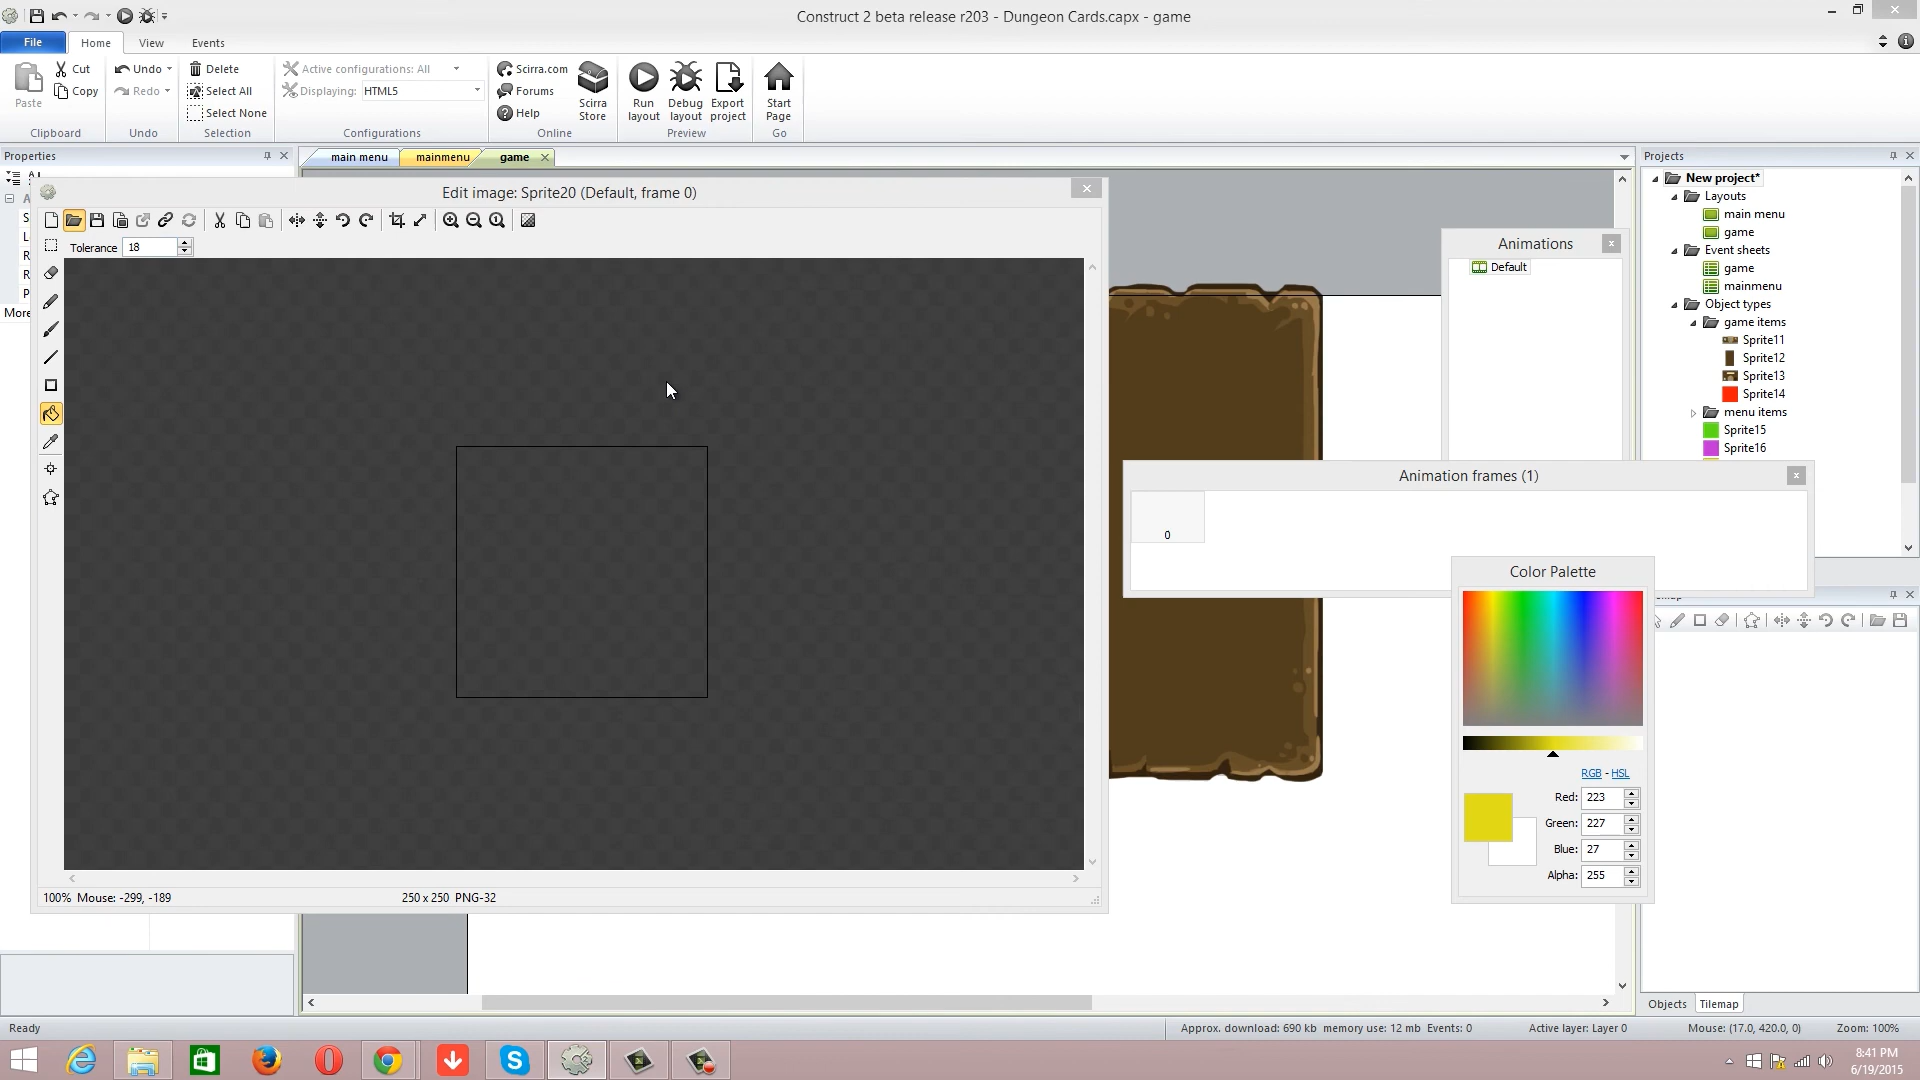 Construct 2 beta release r203 - Dungeon Cards.capx - game
File
Home
View
Events
Paste
Cut
Copy
Clipboard
Undo
Redo
Undo
Delete
Select All
Select None
Selection
Active configurations: All
Displaying: HTML5
Configurations
Scirra.com
Forums
Help
Scirra
Store
Online
Run
layout
Debug
layout
Export
project
Preview
Start
Page
Go
Properties
main menu
mainmenu
game
Projects
Edit image: Sprite20 (Default, frame 0)
Tolerance 18
More
100% Mouse: -299, -189
250 x 250 PNG-32
Animations
Default
Animation frames (1)
0
Color Palette
RGB - HSL
Red: 223
Green: 227
Blue: 27
Alpha: 255
New project*
Layouts
main menu
game
Event sheets
game
mainmenu
Object types
game items
Sprite11
Sprite12
Sprite13
Sprite14
menu items
Sprite15
Sprite16
Objects
Tilemap
Ready
Approx. download: 690 kb memory use: 12 mb Events: 0
Active layer: Layer 0
Mouse: (17.0, 420.0, 0)
Zoom: 100%
8:41 PM
6/19/2015